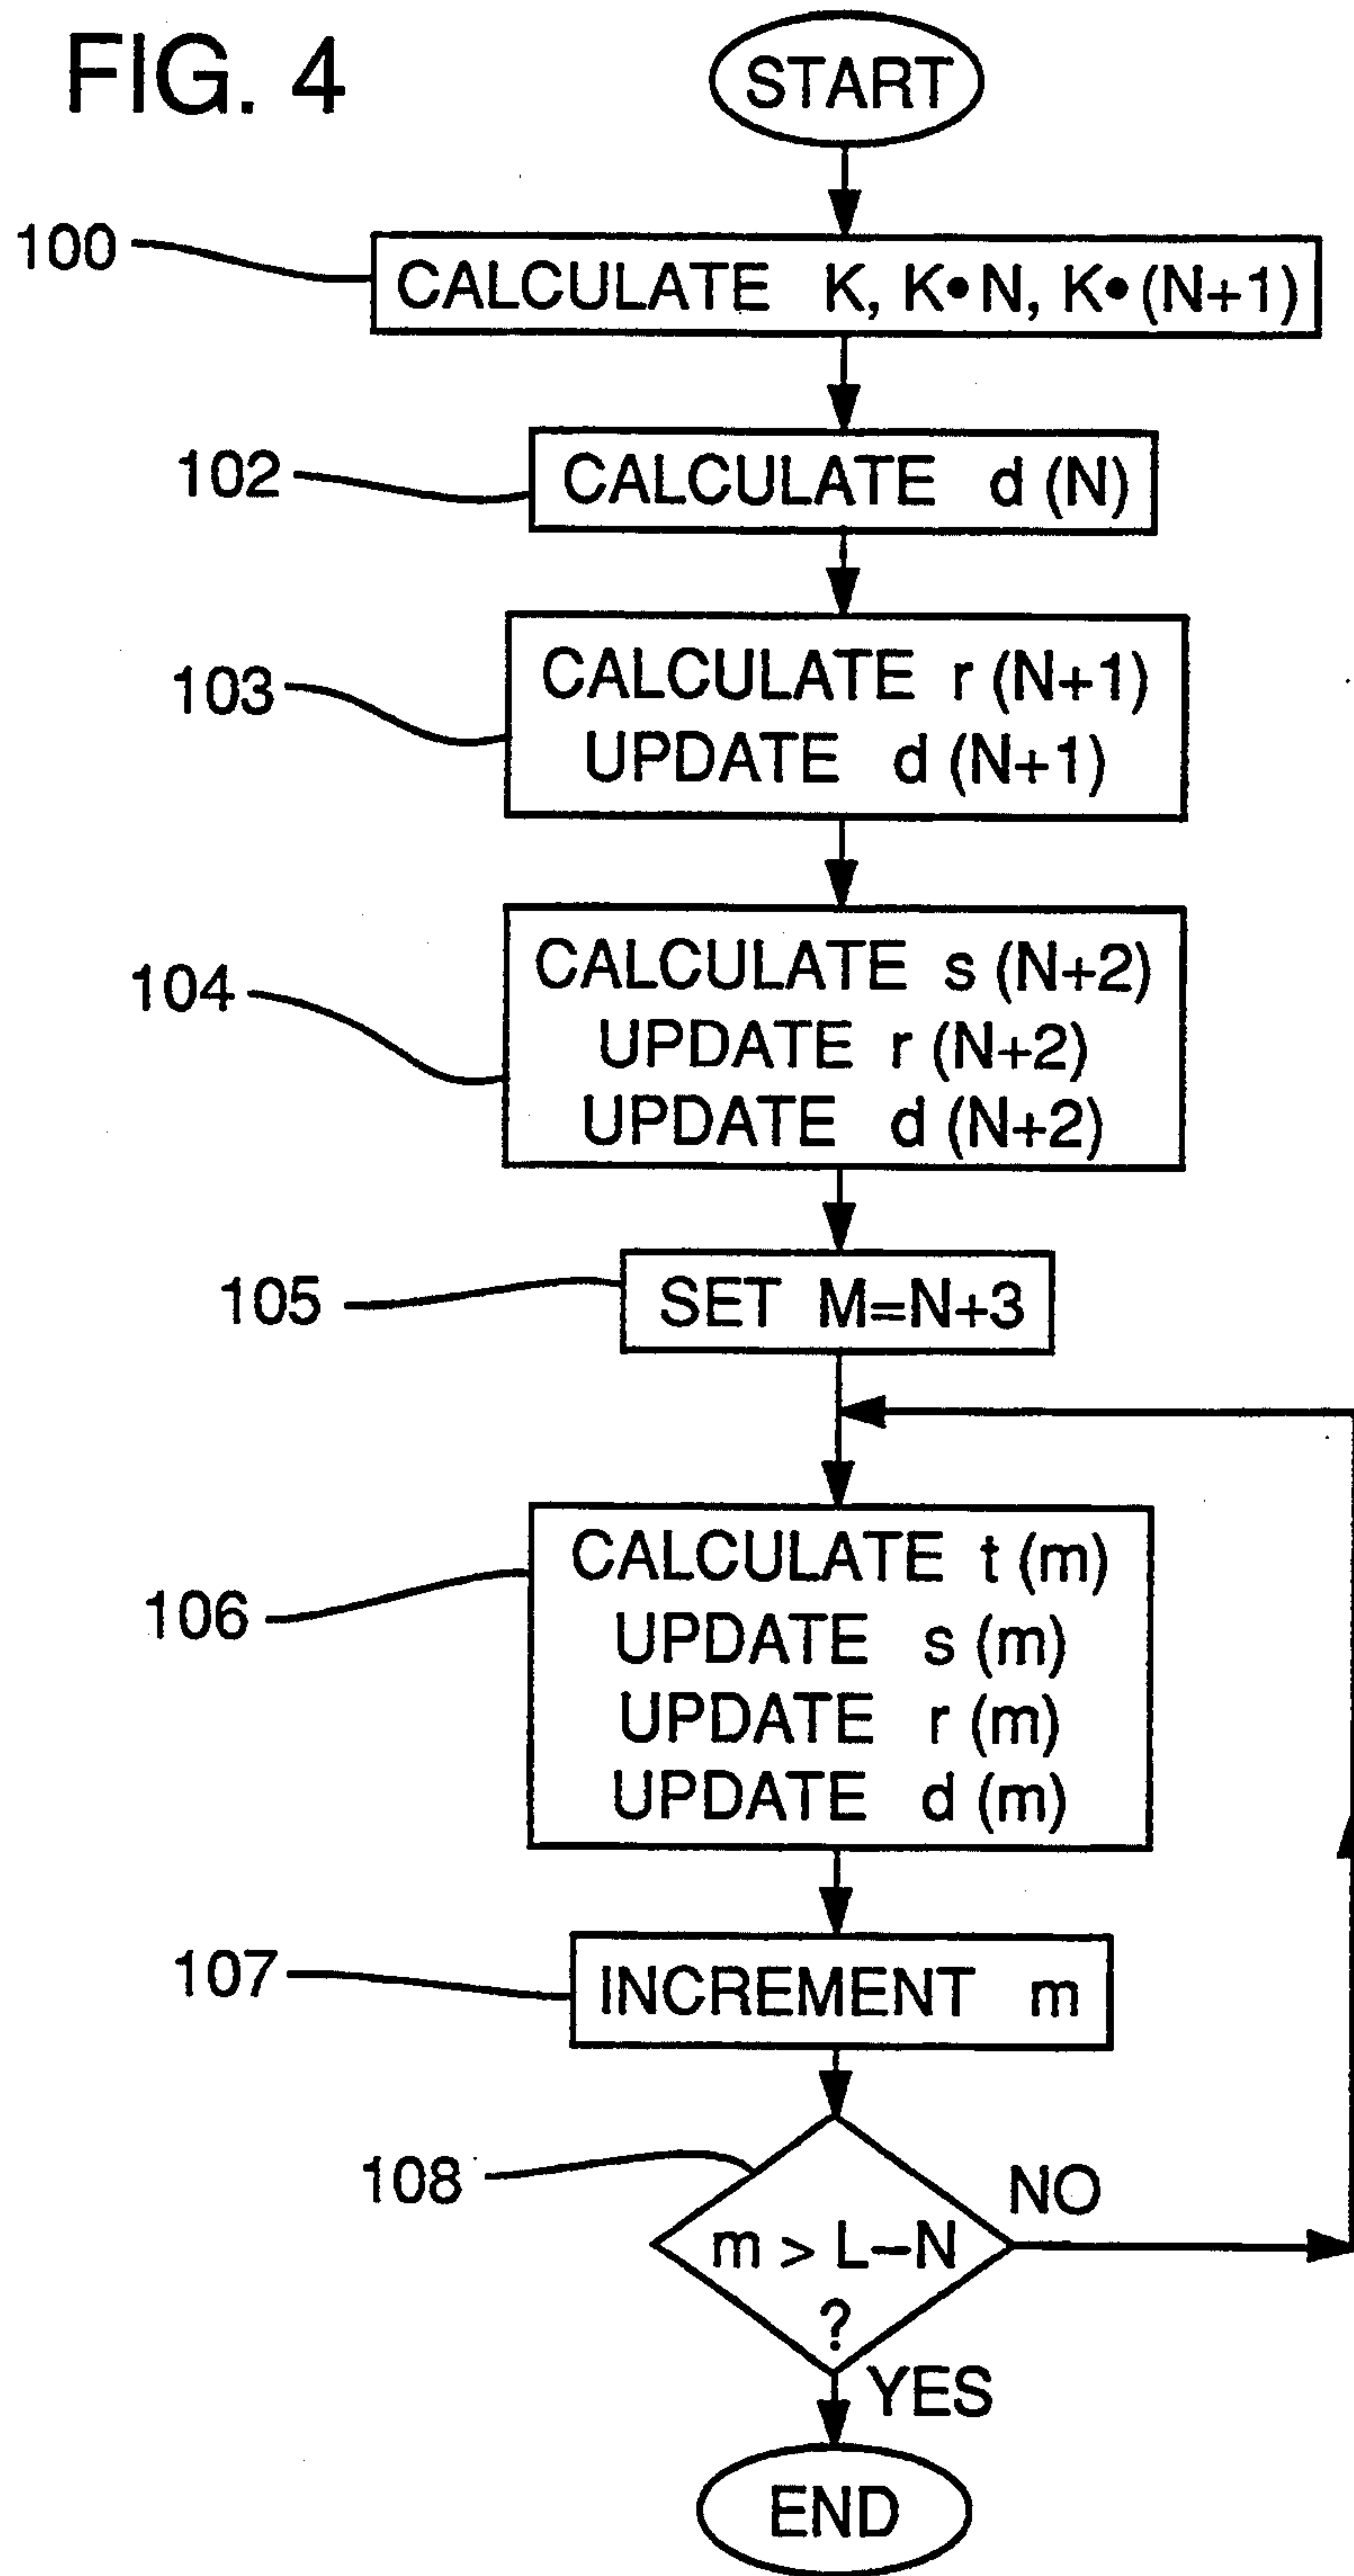 FIG. 4
START
100
CALCULATE K, K•N, K•(N+1)
102
CALCULATE d (N)
103
CALCULATE r (N+1)
UPDATE d (N+1)
104
CALCULATE s (N+2)
UPDATE r (N+2)
UPDATE d (N+2)
105
SET M=N+3
106
CALCULATE t (m)
UPDATE s (m)
UPDATE r (m)
UPDATE d (m)
107
INCREMENT m
108
m > L–N
?
NO
YES
END